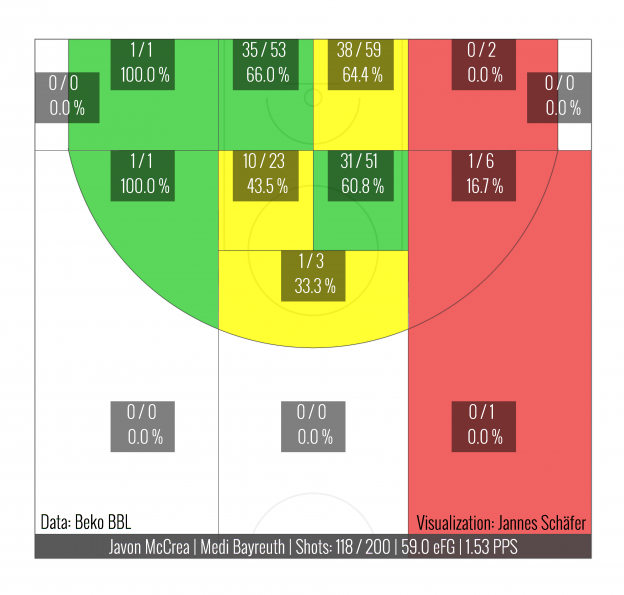 1 / 1
100.0 %
35 / 53
66.0 %
38 / 59
64.4 %
0 / 2
0.0 %
0 / 0
0.0 %
0 / 0
0.0 %
1 / 1
100.0 %
10 / 23
43.5 %
31 / 51
60.8 %
1 / 6
16.7 %
1 / 3
33.3 %
0 / 0
0.0 %
0 / 0
0.0 %
0 / 1
0.0 %
Data: Beko BBL
Visualization: Jannes Schäfer
Javon McCrea | Medi Bayreuth | Shots: 118 / 200 | 59.0 eFG | 1.53 PPS